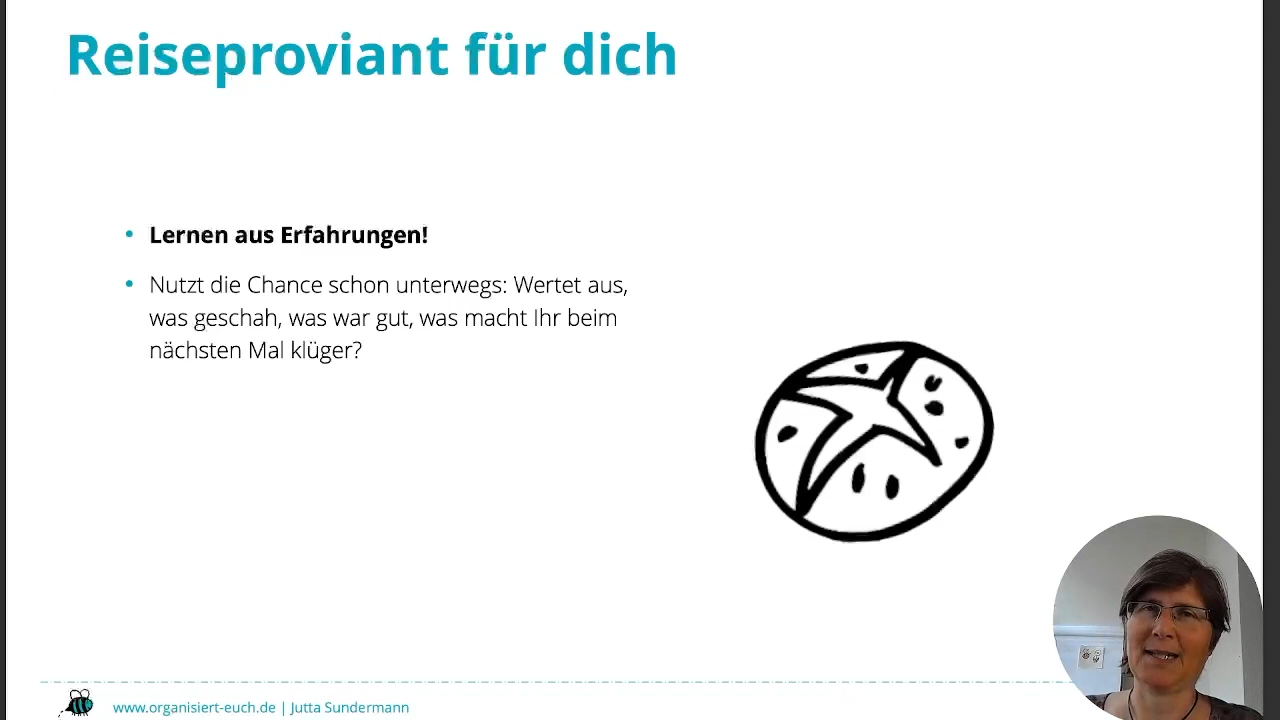 Reiseproviant für dich
Lernen aus Erfahrungen!
Nutzt die Chance schon unterwegs: Wertet aus,
was geschah, was war gut, was macht Ihr beim
nächsten Mal klüger?
www.organisiert-euch.de | Jutta Sundermann